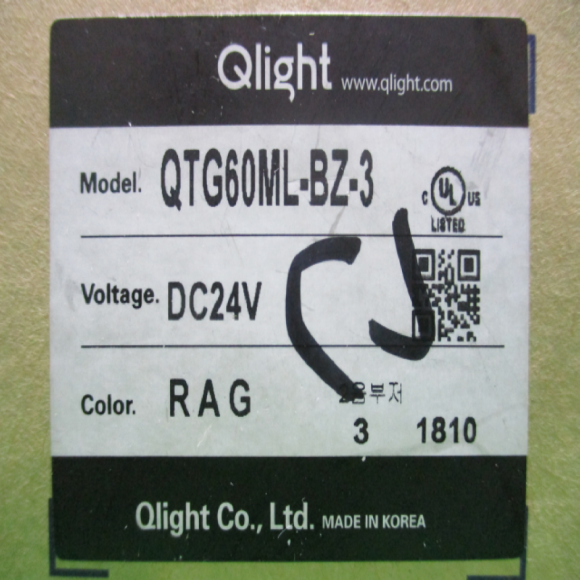 Qlight www.qlight.com
Model. QTG60ML-BZ-3
C UL US
LISTED
Voltage. DC24V
Color. RAG
부저
3 1810
Qlight Co., Ltd. MADE IN KOREA